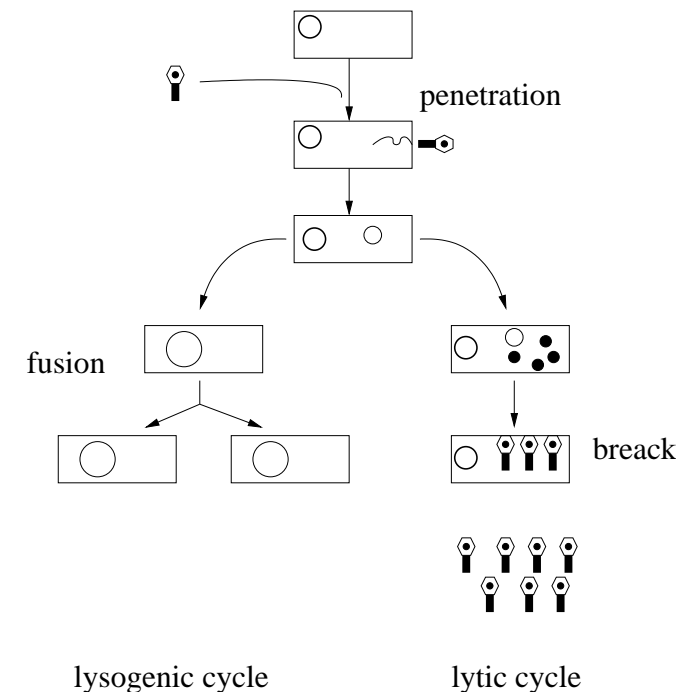 penetration
fusion
breack
lysogenic cycle
lytic cycle